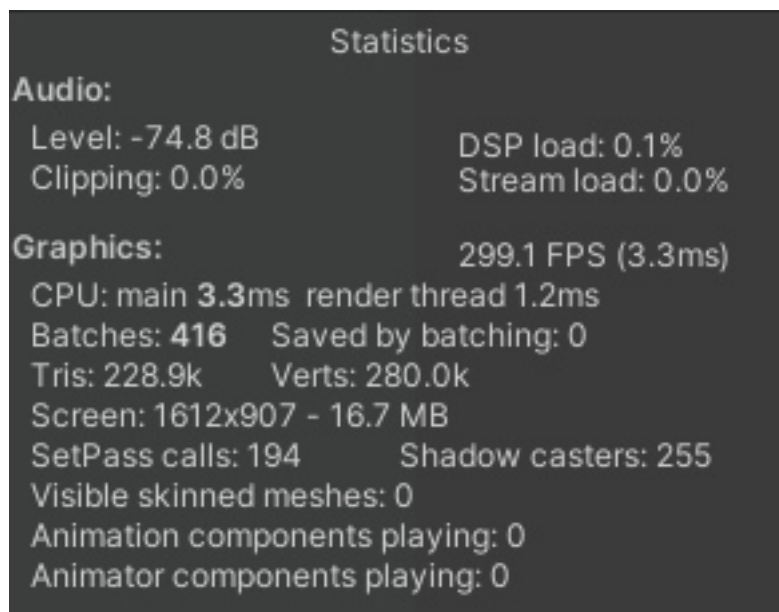 Statistics
Audio:
Level: -74.8 dB DSP load: 0.1%
Clipping: 0.0% Stream load: 0.0%
Graphics: 299.1 FPS (3.3ms)
CPU: main 3.3ms render thread 1.2ms
Batches: 416 Saved by batching: 0
Tris: 228.9k Verts: 280.0k
Screen: 1612x907 - 16.7 MB
SetPass calls: 194 Shadow casters: 255
Visible skinned meshes: 0
Animation components playing: 0
Animator components playing: 0